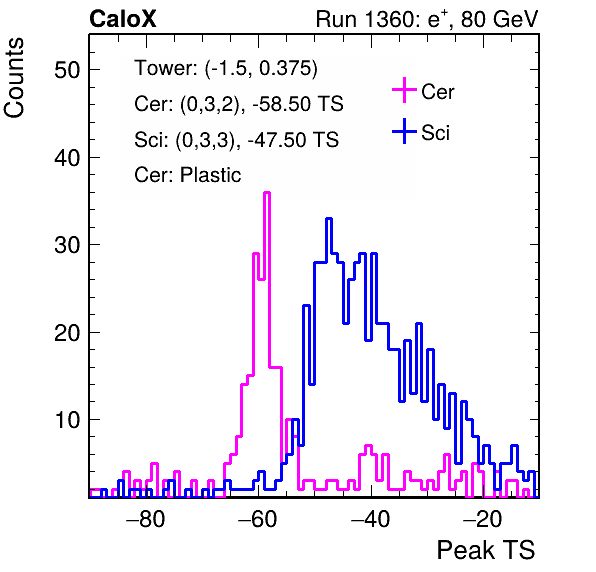 CaloX Run 1360: e⁺, 80 GeV
Counts
Tower: (-1.5, 0.375)
Cer: (0,3,2), -58.50 TS
Sci: (0,3,3), -47.50 TS
Cer: Plastic
Cer
Sci
50
40
30
20
10
−80 −60 −40 −20
Peak TS